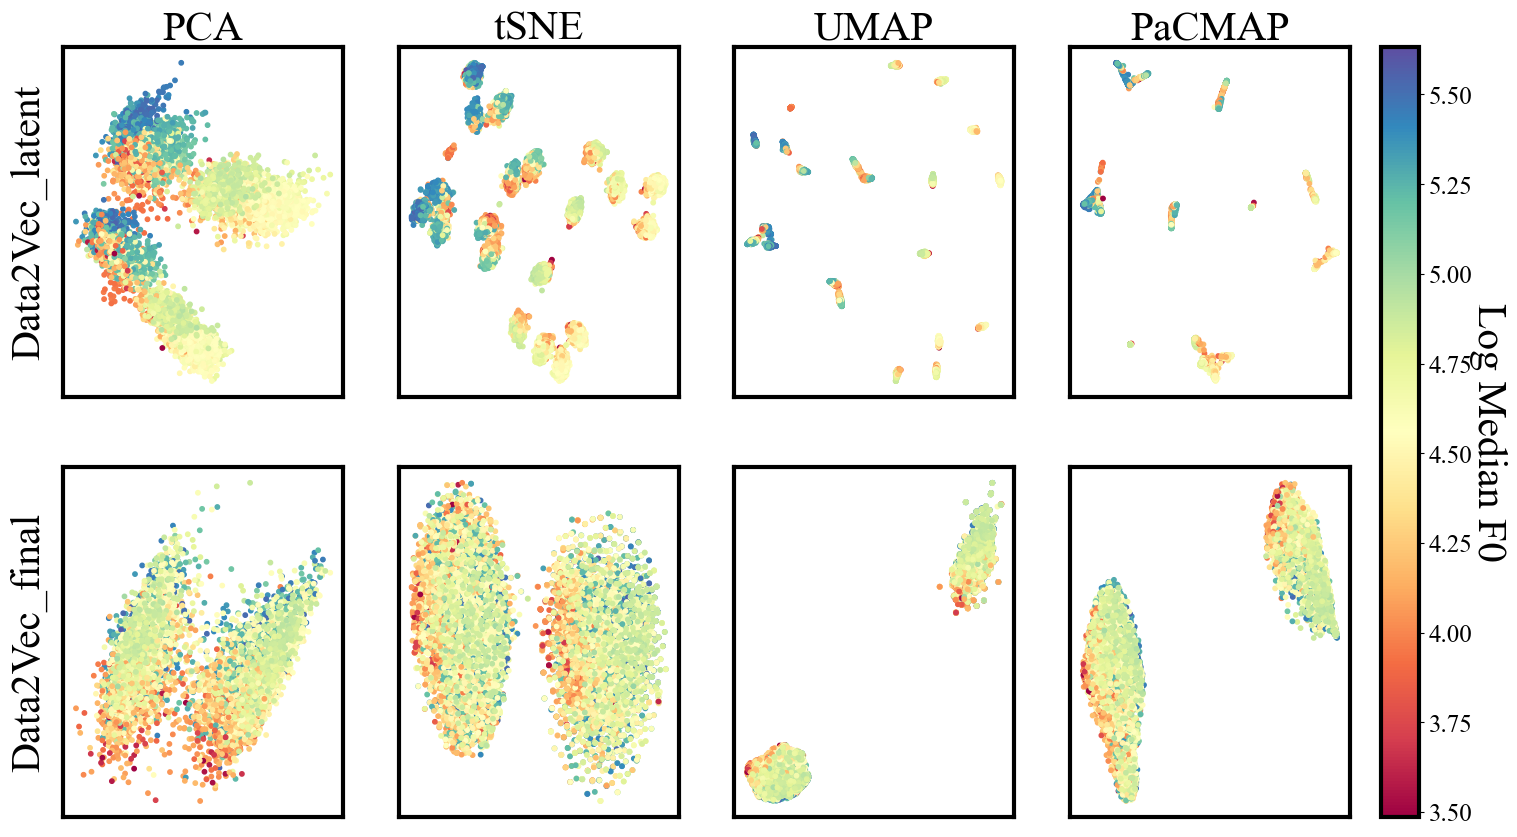 PCA
tSNE
UMAP
PaCMAP
Data2Vec_latent
Data2Vec_final
5.50
5.25
5.00
4.75
4.50
4.25
4.00
3.75
3.50
Log Median F0